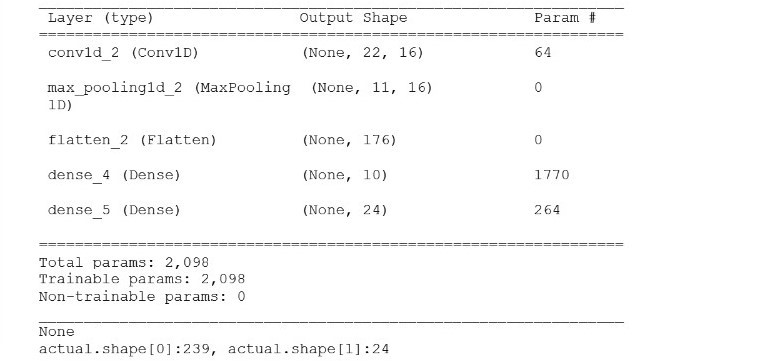 Layer (type) Output Shape Param #
conv1d_2 (Conv1D) (None, 22, 16) 64
max_pooling1d_2 (MaxPooling (None, 11, 16) 0
1D)
flatten_2 (Flatten) (None, 176) 0
dense_4 (Dense) (None, 10) 1770
dense_5 (Dense) (None, 24) 264
Total params: 2,098
Trainable params: 2,098
Non-trainable params: 0
None
actual.shape[0]:239, actual.shape[1]:24